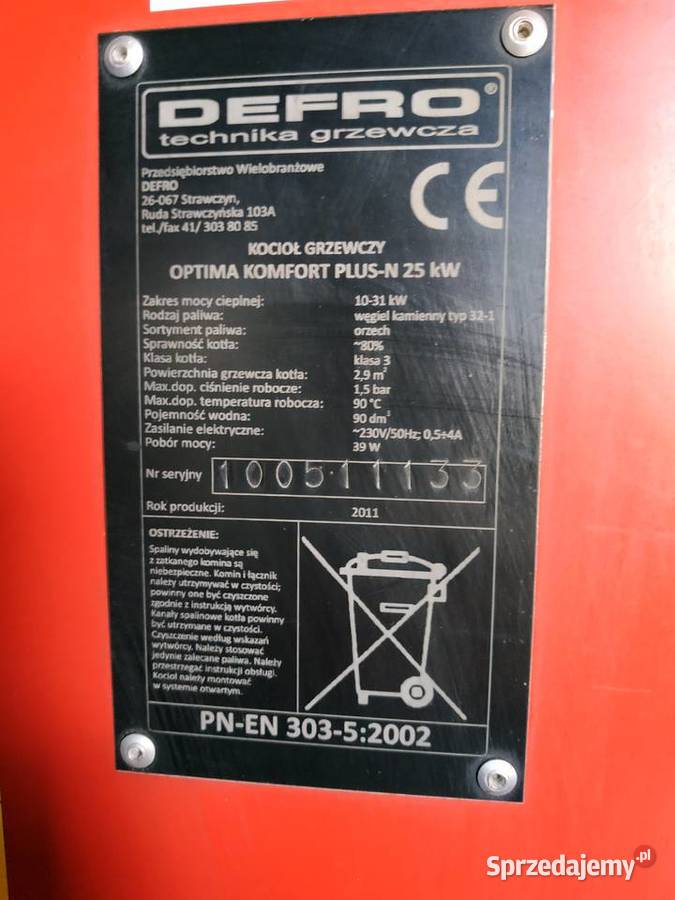 DEFRO®
technika grzewcza
Przedsiębiorstwo Wielobranżowe
DEFRO
26-067 Strawczyn,
Ruda Strawczyńska 103A
tel./fax 41/ 303 80 85
CE
KOCIOŁ GRZEWCZY
OPTIMA KOMFORT PLUS-N 25 kW
Zakres mocy cieplnej: 10-31 kW
Rodzaj paliwa: węgiel kamienny typ 32-1
Sortyment paliwa: orzech
Sprawność kotła: ~80%
Klasa kotła: klasa 3
Powierzchnia grzewcza kotła: 2,9 m²
Max.dop. ciśnienie robocze: 1,5 bar
Max.dop. temperatura robocza: 90 °C
Pojemność wodna: 90 dm³
Zasilanie elektryczne: ~230V/50Hz; 0,5÷4A
Pobór mocy: 39 W
Nr seryjny 100511133
Rok produkcji: 2011
OSTRZEŻENIE:
Spaliny wydobywające się
z zatkanego komina są
niebezpieczne. Komin i łącznik
należy utrzymywać w czystości;
powinny one być czyszczone
zgodnie z instrukcją wytwórcy.
Kanały spalinowe kotła powinny
być utrzymane w czystości.
Czyszczenie według wskazań
wytwórcy. Należy stosować
jedynie zalecane paliwa. Należy
przestrzegać instrukcji obsługi.
Kocioł należy montować
w systemie otwartym.
PN-EN 303-5:2002
Sprzedajemy.pl